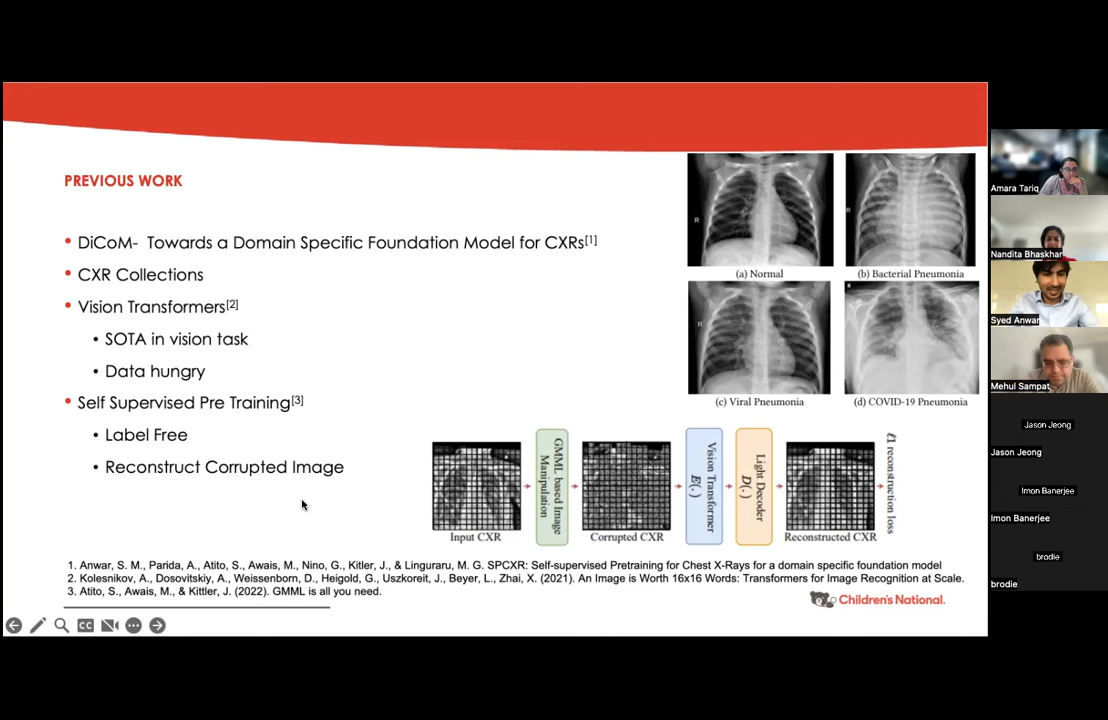 PREVIOUS WORK
• DiCoM- Towards a Domain Specific Foundation Model for CXRs[1]
• CXR Collections
• Vision Transformers[2]
• SOTA in vision task
• Data hungry
• Self Supervised Pre Training[3]
• Label Free
• Reconstruct Corrupted Image
R
(a) Normal
R
(b) Bacterial Pneumonia
R
(c) Viral Pneumonia
(d) COVID-19 Pneumonia
Input CXR
GMML based Image
Manipulation
Corrupted CXR
Vision Transformer
E(.)
Light Decoder
D(.)
Reconstructed CXR
ℓ1 reconstruction loss
1. Anwar, S. M., Parida, A., Atito, S., Awais, M., Nino, G., Kitler, J., & Linguraru, M. G. SPCXR: Self-supervised Pretraining for Chest X-Rays for a domain specific foundation model
2. Kolesnikov, A., Dosovitskiy, A., Weissenborn, D., Heigold, G., Uszkoreit, J., Beyer, L., Zhai, X. (2021). An Image is Worth 16x16 Words: Transformers for Image Recognition at Scale.
3. Atito, S., Awais, M., & Kittler, J. (2022). GMML is all you need.
Children's National.
CC
Amara Tariq
Nandita Bhaskhar
Syed Anwar
Mehul Sampat
Jason Jeong
Jason Jeong
Imon Banerjee
Imon Banerjee
brodie
brodie